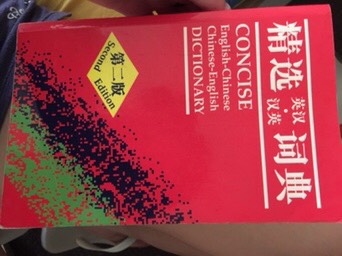 精选 英汉 汉英 词典
CONCISE
English-Chinese
Chinese-English
DICTIONARY
第二版
Second Edition